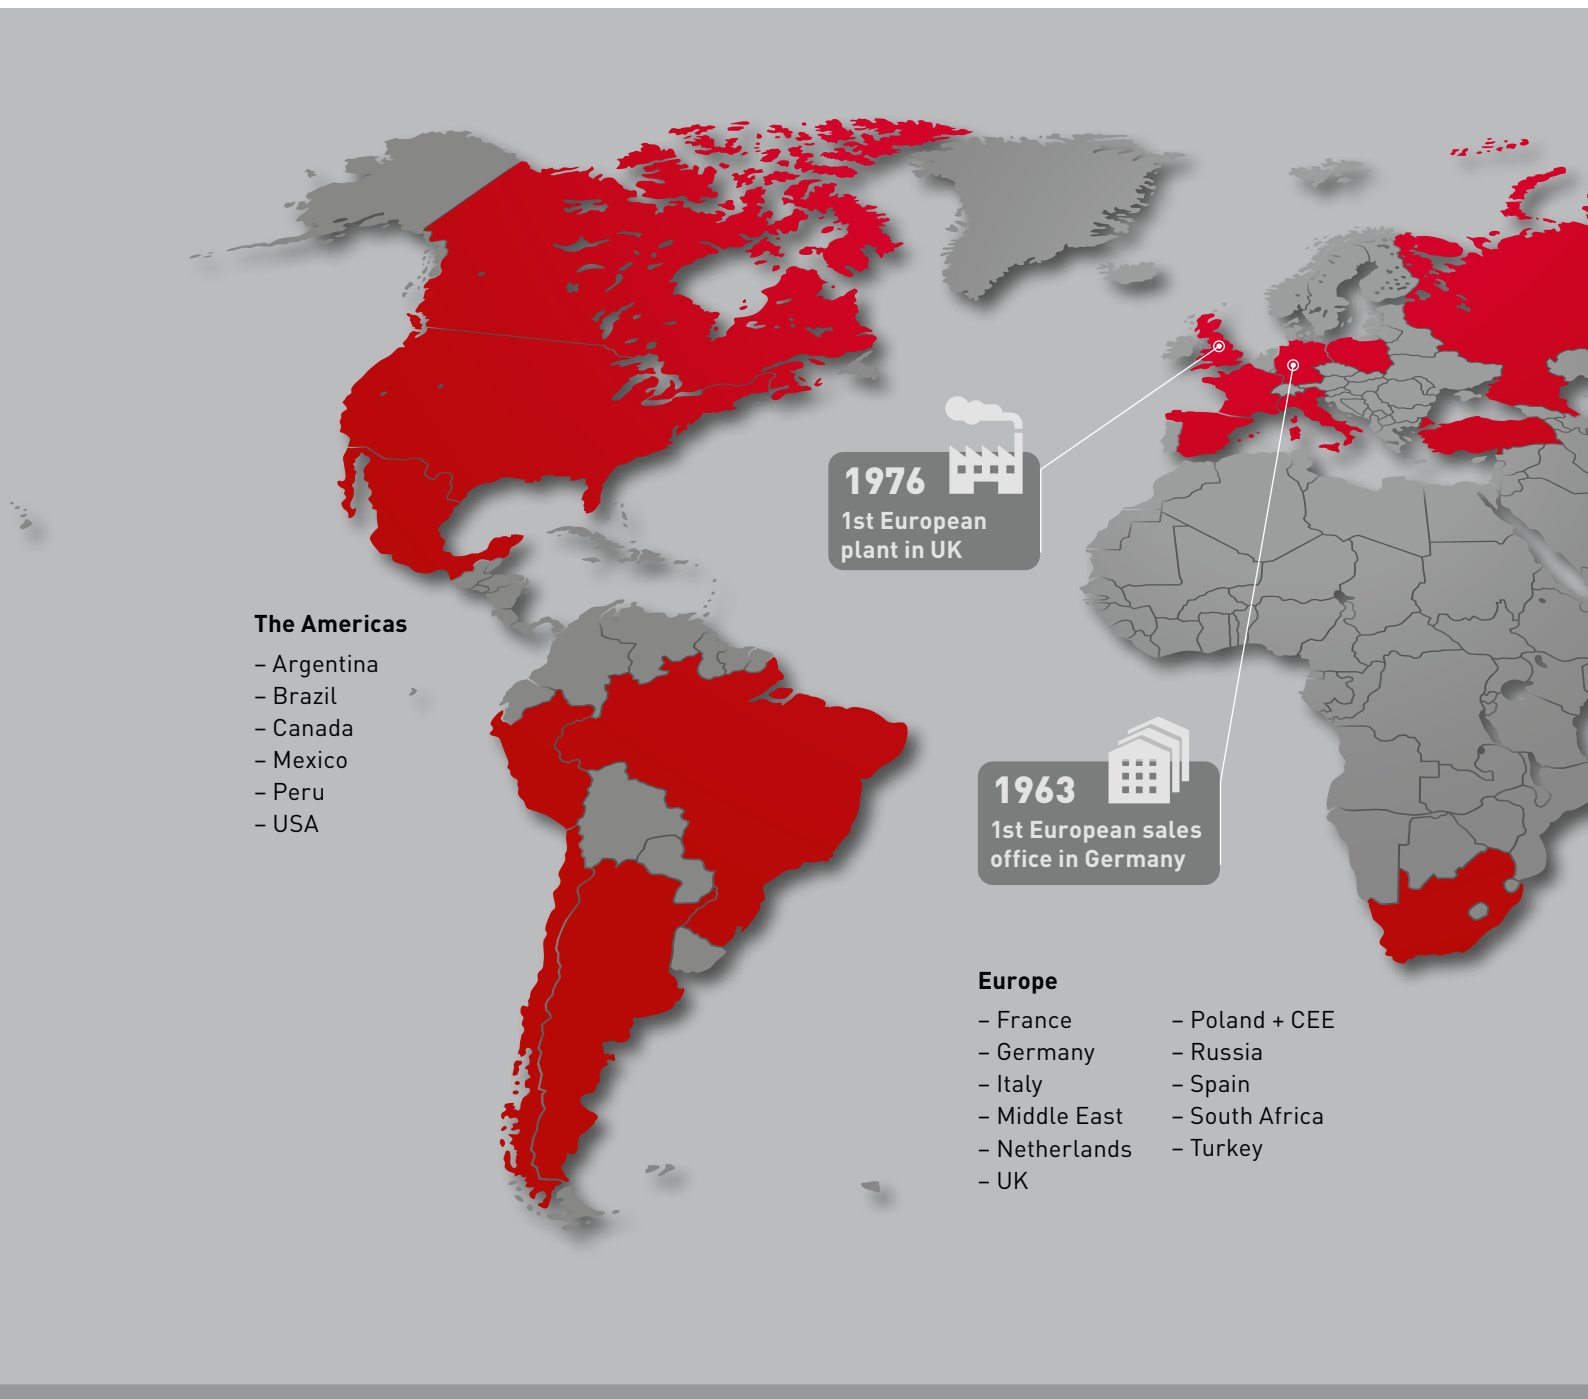 1976
1st European
plant in UK
The Americas
– Argentina
– Brazil
– Canada
– Mexico
– Peru
– USA
1963
1st European sales
office in Germany
Europe
– France
– Germany
– Italy
– Middle East
– Netherlands
– UK
– Poland + CEE
– Russia
– Spain
– South Africa
– Turkey